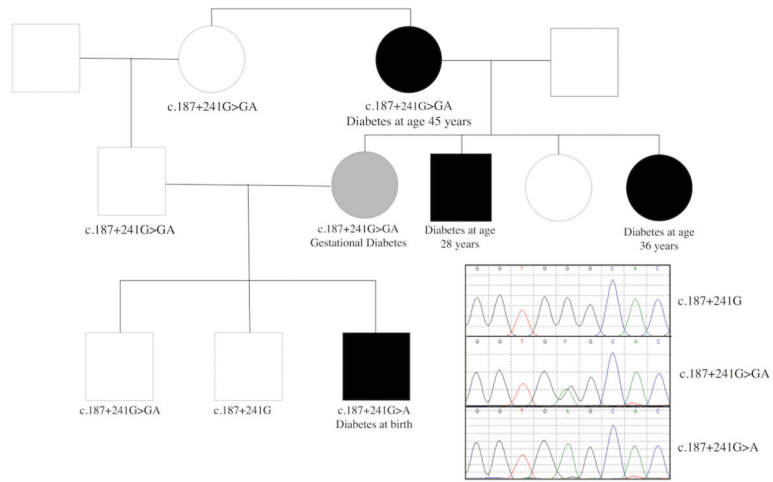 c.187+241G>GA
c.187+241G>GA
Diabetes at age 45 years
c.187+241G>GA
c.187+241G>GA
Gestational Diabetes
Diabetes at age
28 years
Diabetes at age
36 years
c.187+241G>GA
c.187+241G
c.187+241G>A
Diabetes at birth
G G T G G G C A C
c.187+241G
G G T G R G C A C
c.187+241G>GA
G G T G A G C A C
c.187+241G>A